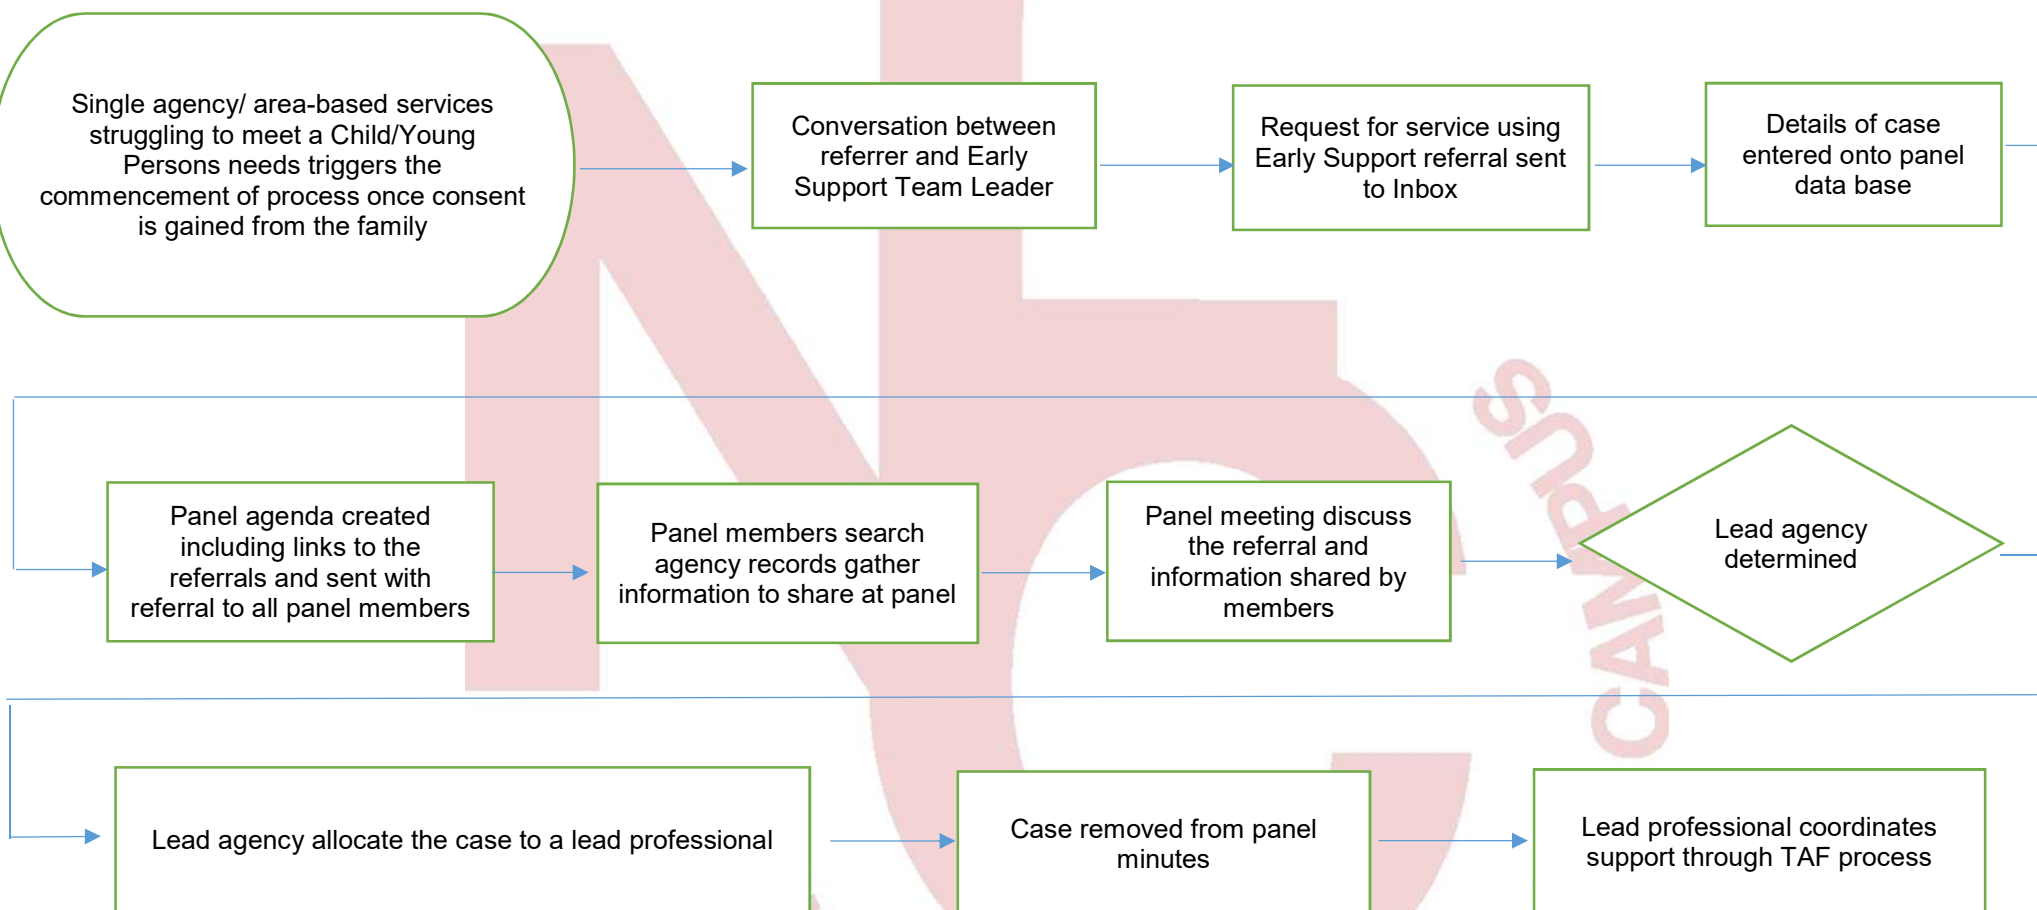 Single agency/ area-based services
struggling to meet a Child/Young
Persons needs triggers the
commencement of process once consent
is gained from the family
Conversation between
referrer and Early
Support Team Leader
Request for service using
Early Support referral sent
to Inbox
Details of case
entered onto panel
data base
Panel agenda created
including links to the
referrals and sent with
referral to all panel members
Panel members search
agency records gather
information to share at panel
Panel meeting discuss
the referral and
information shared by
members
Lead agency
determined
CAMPUS
Lead agency allocate the case to a lead professional
Case removed from panel
minutes
Lead professional coordinates
support through TAF process